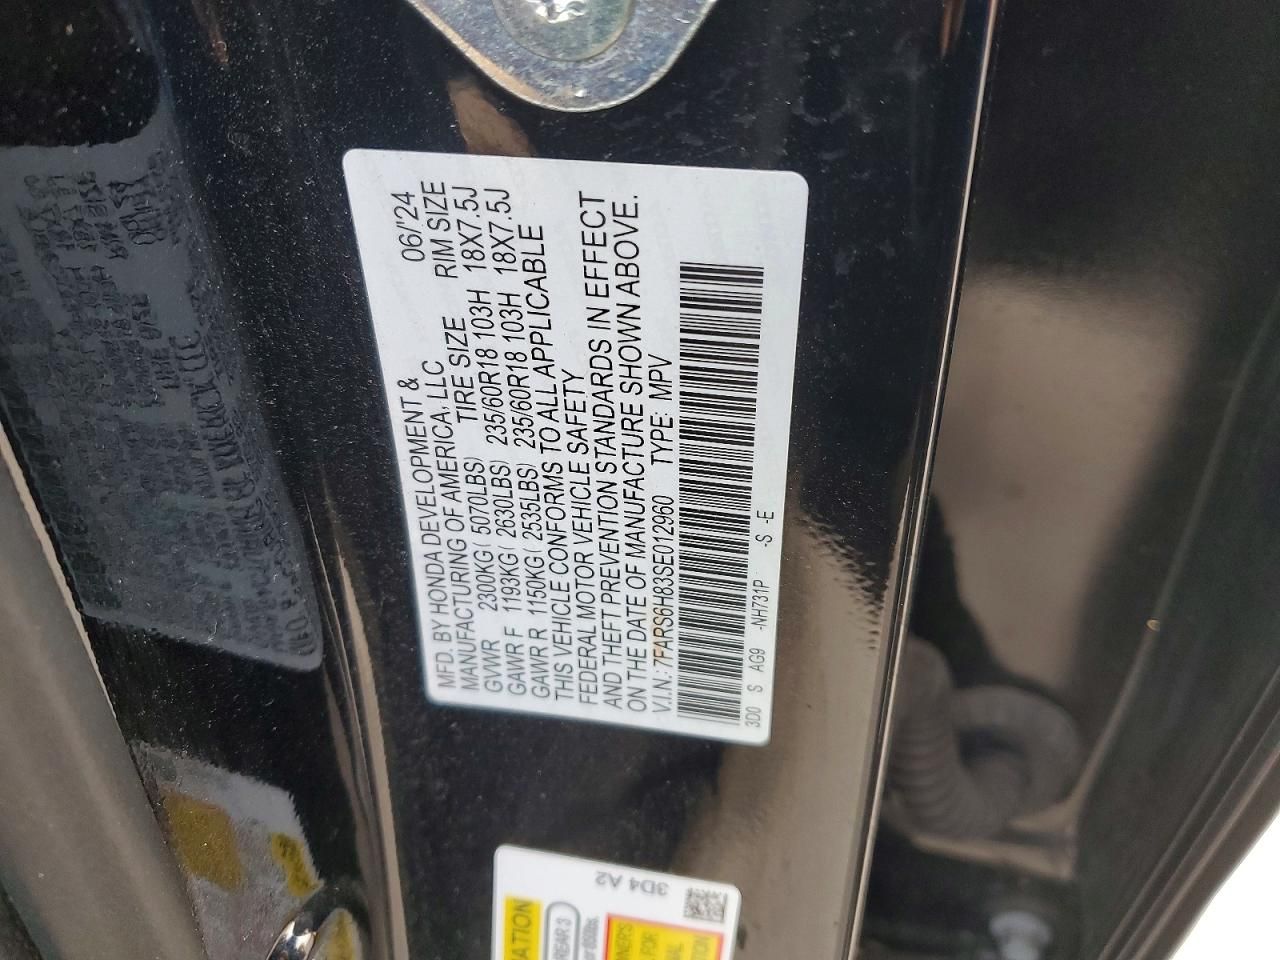 MFD. BY HONDA DEVELOPMENT & 06/'24
MANUFACTURING OF AMERICA, LLC
TIRE SIZE RIM SIZE
GVWR 2300KG( 5070LBS)
GAWR F 1193KG( 2630LBS) 235/60R18 103H 18X7.5J
GAWR R 1150KG( 2535LBS) 235/60R18 103H 18X7.5J
THIS VEHICLE CONFORMS TO ALL APPLICABLE
FEDERAL MOTOR VEHICLE SAFETY
AND THEFT PREVENTION STANDARDS IN EFFECT
ON THE DATE OF MANUFACTURE SHOWN ABOVE.
V.I.N.: 7FARS6H83SE012960 TYPE: MPV
3D0 S AG9 -NH731P -S -E
3D4 A2
REAR 3